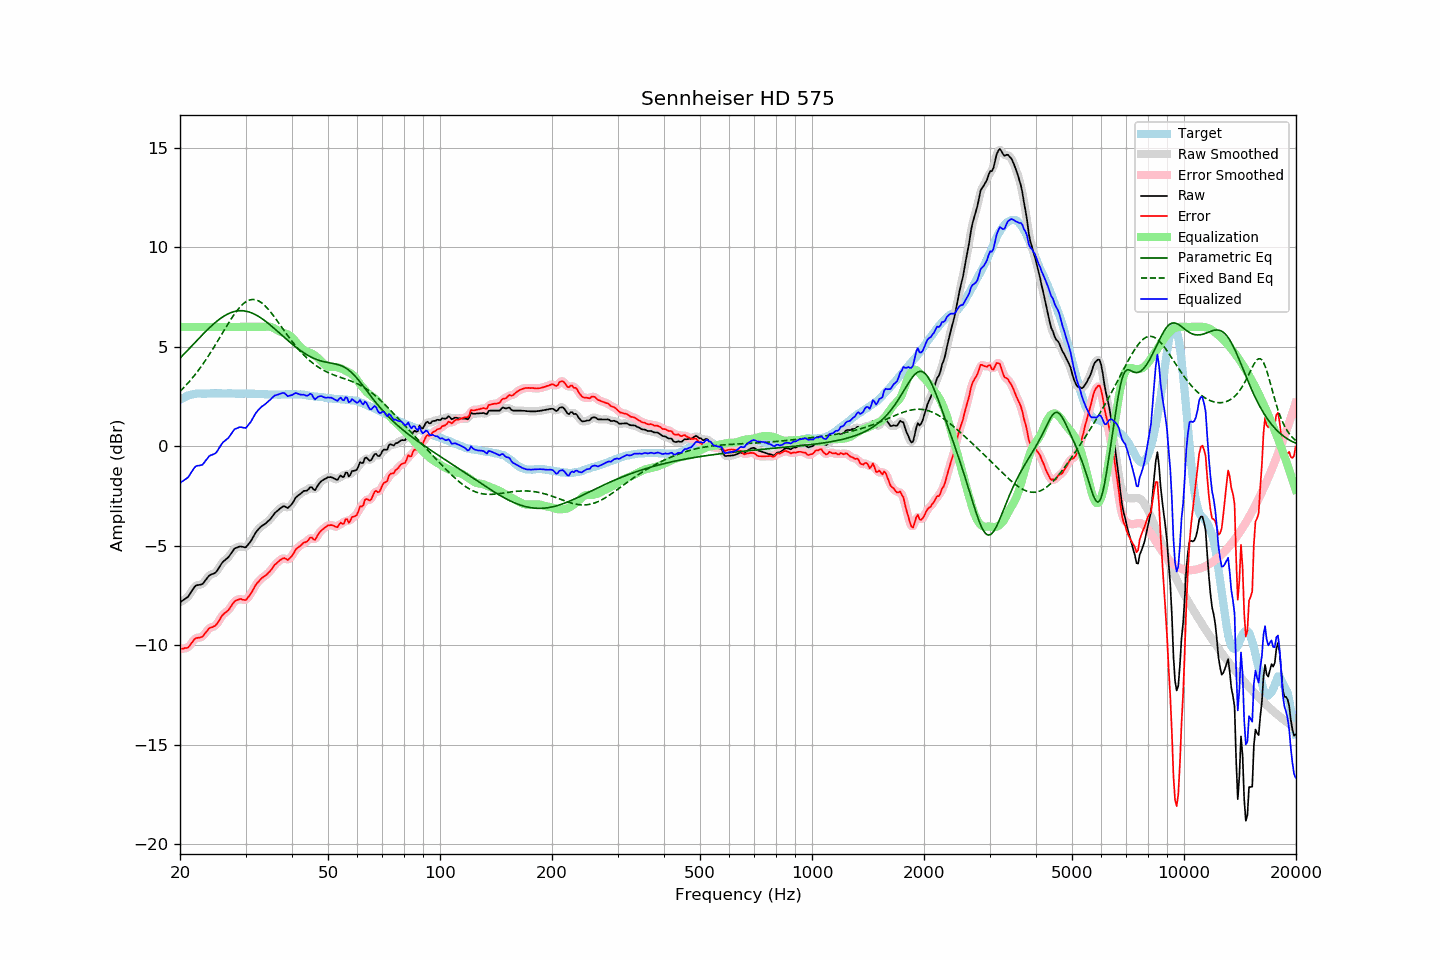 Sennheiser HD 575
Target
Raw Smoothed
Error Smoothed
Raw
Error
Equalization
Parametric Eq
Fixed Band Eq
Equalized
15
10
5
0
−5
−10
−15
−20
Amplitude (dBr)
20
50
100
200
500
1000
2000
5000
10000
20000
Frequency (Hz)